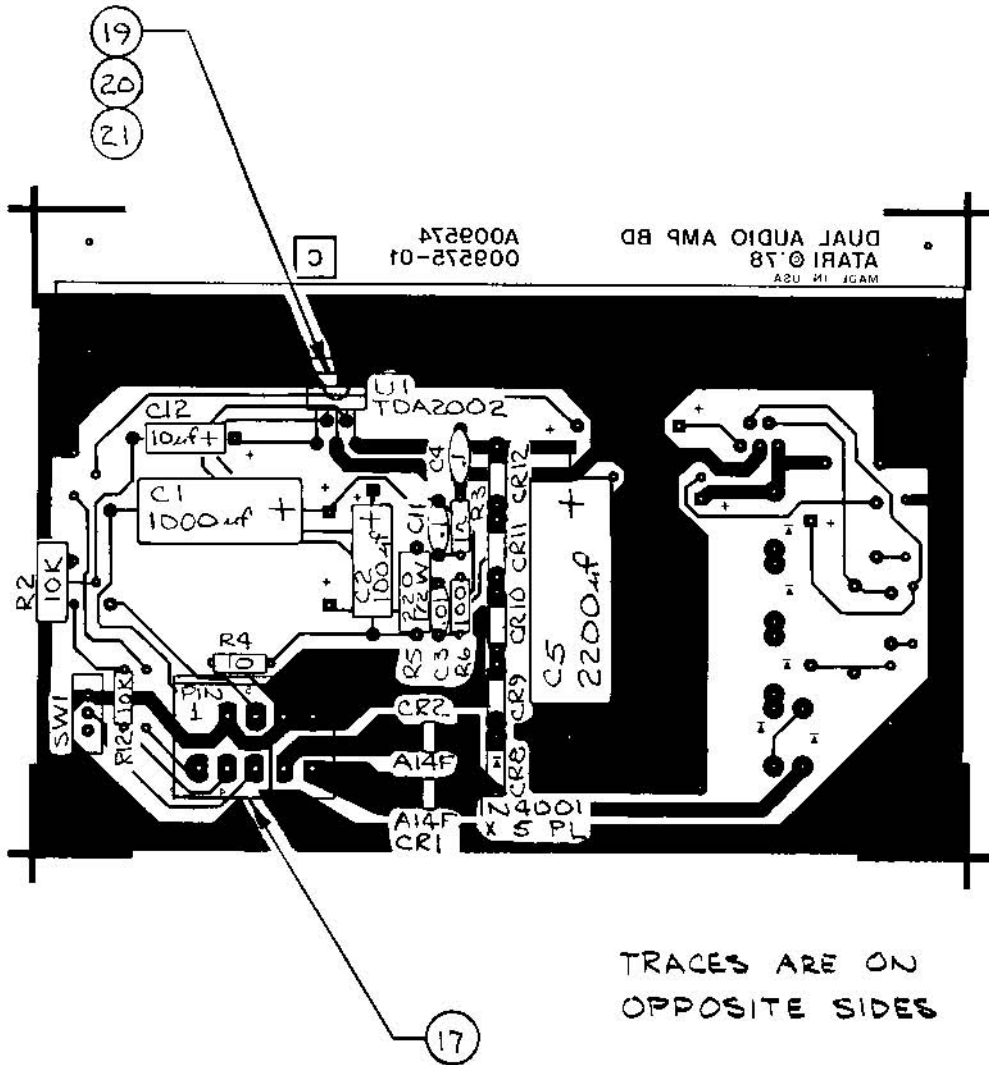 19
20
21
DUAL AUDIO AMP BD
ATARI © '78
MADE IN USA
A009574
009575-01
C
U1
TDA2002
C12
10uf+
C4
.1
C1
1000uf +
+
C2
100uf
C11
.1
R3
R2
10K
R5
220
1/2W
C3
.01
R6
100
R4
10
CR12
CR11
CR10
CR9
CR8
+
C5
2200uf
PIN
1
SW1
R12
10K
CR2
A14F
A14F
CR1
1N4001
x 5 PL
17
TRACES ARE ON
OPPOSITE SIDES